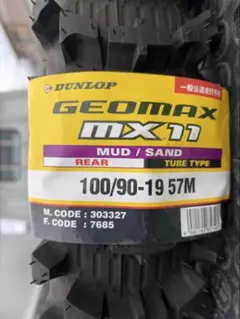 DUNLOP
一般公道走行不可
GEOMAX
MX11
MUD / SAND
REAR TUBE TYPE
100/90-19 57M
M. CODE : 303327
F. CODE : 7685